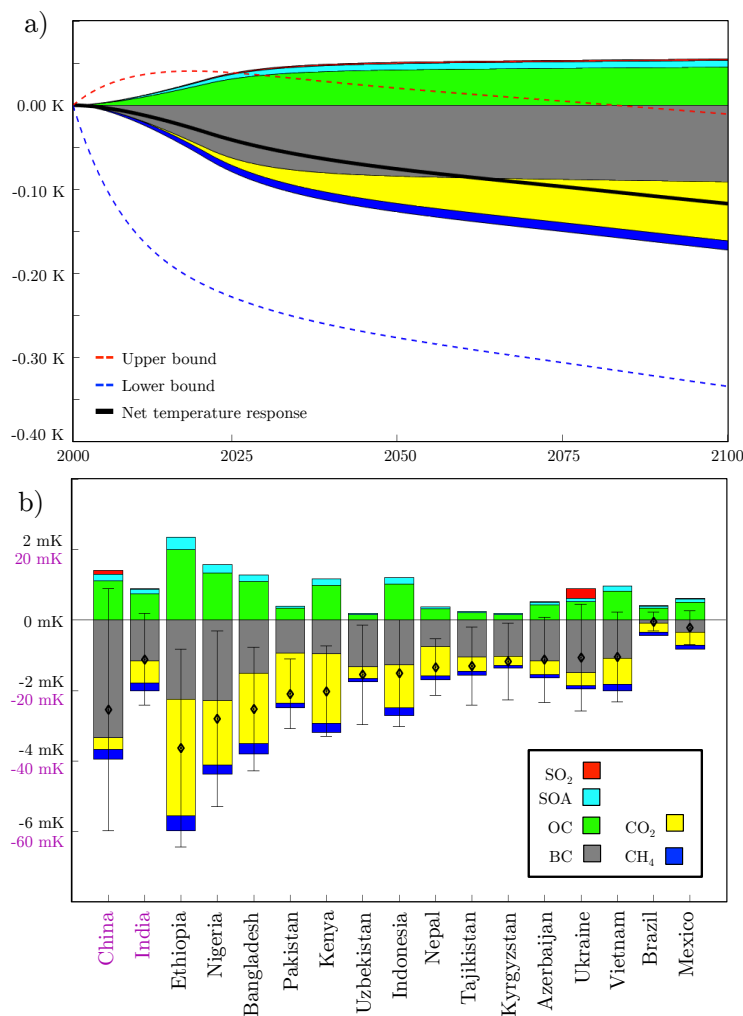 a)
0.00 K
-0.10 K
-0.20 K
-0.30 K
-0.40 K
Upper bound
Lower bound
Net temperature response
2000 2025 2050 2075 2100
b)
2 mK
20 mK
0 mK
-2 mK
-20 mK
-4 mK
-40 mK
-6 mK
-60 mK
SO₂
SOA
OC CO₂
BC CH₄
China
India
Ethiopia
Nigeria
Bangladesh
Pakistan
Kenya
Uzbekistan
Indonesia
Nepal
Tajikistan
Kyrgyzstan
Azerbaijan
Ukraine
Vietnam
Brazil
Mexico